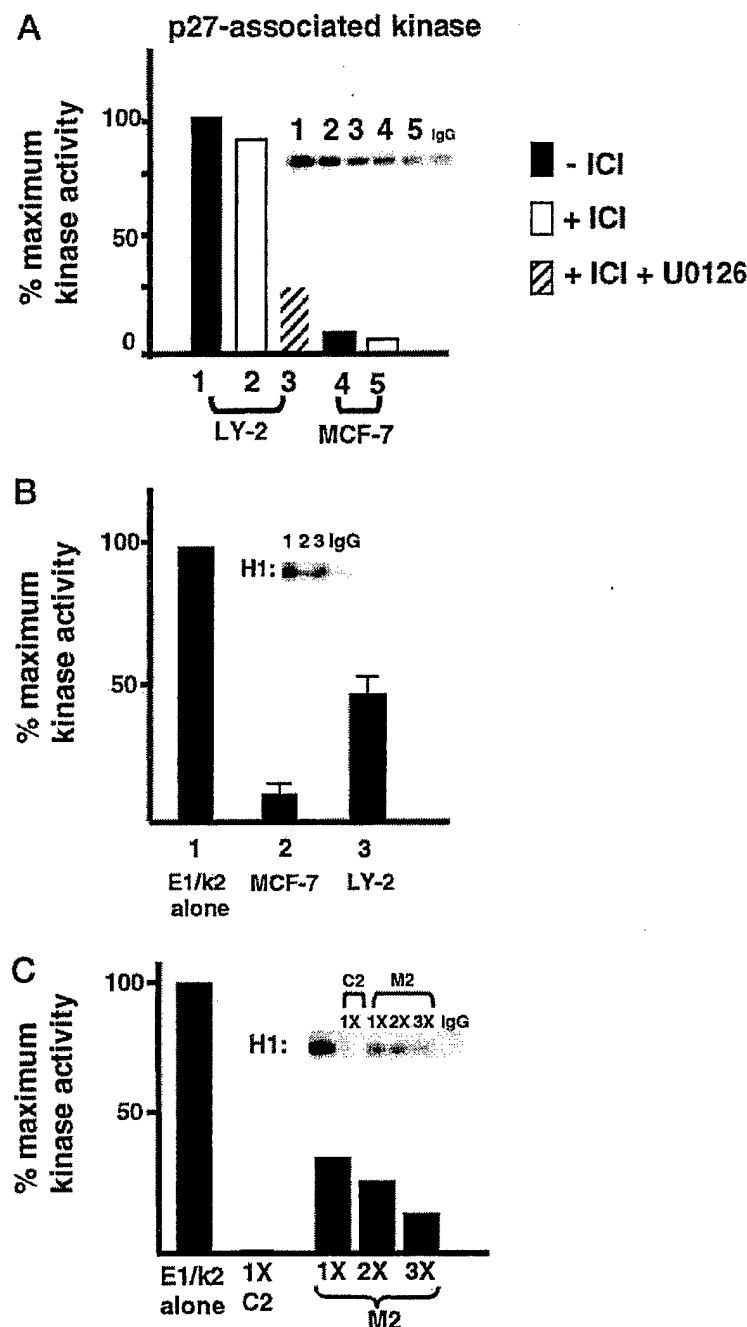 A
p27-associated kinase
% maximum
kinase activity
100
50
0
1 2 3 4 5 IgG
- ICI
+ ICI
+ ICI + U0126
1 2 3 4 5
LY-2 MCF-7
B
% maximum
kinase activity
100
50
1 2 3 IgG
H1:
1 2 3
E1/k2
alone
MCF-7 LY-2
C
% maximum
kinase activity
100
50
C2 M2
1X 1X 2X 3X IgG
H1:
E1/k2
alone
1X
C2
1X 2X 3X
M2